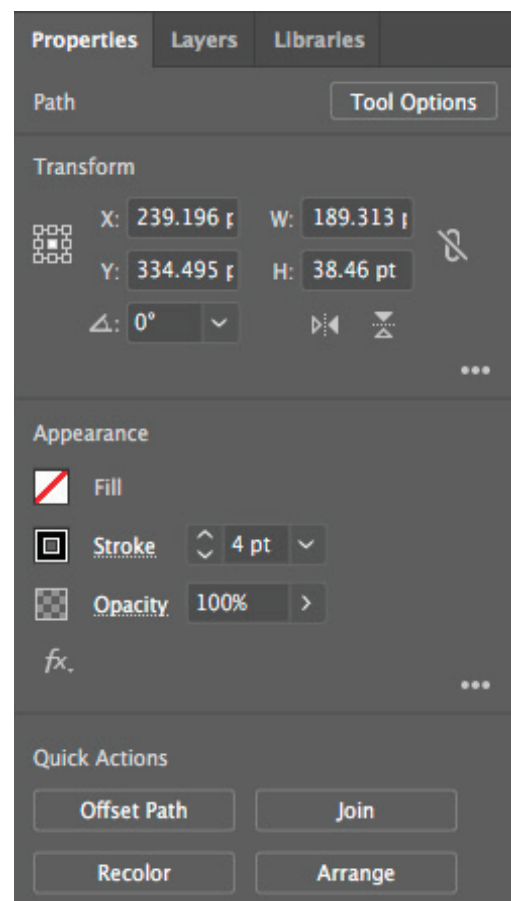 Properties Layers Libraries
Path Tool Options
Transform
X: 239.196 p W: 189.313 p
Y: 334.495 p H: 38.46 pt
: 0°
Appearance
Fill
Stroke 4 pt
Opacity 100%
fx.
Quick Actions
Offset Path Join
Recolor Arrange